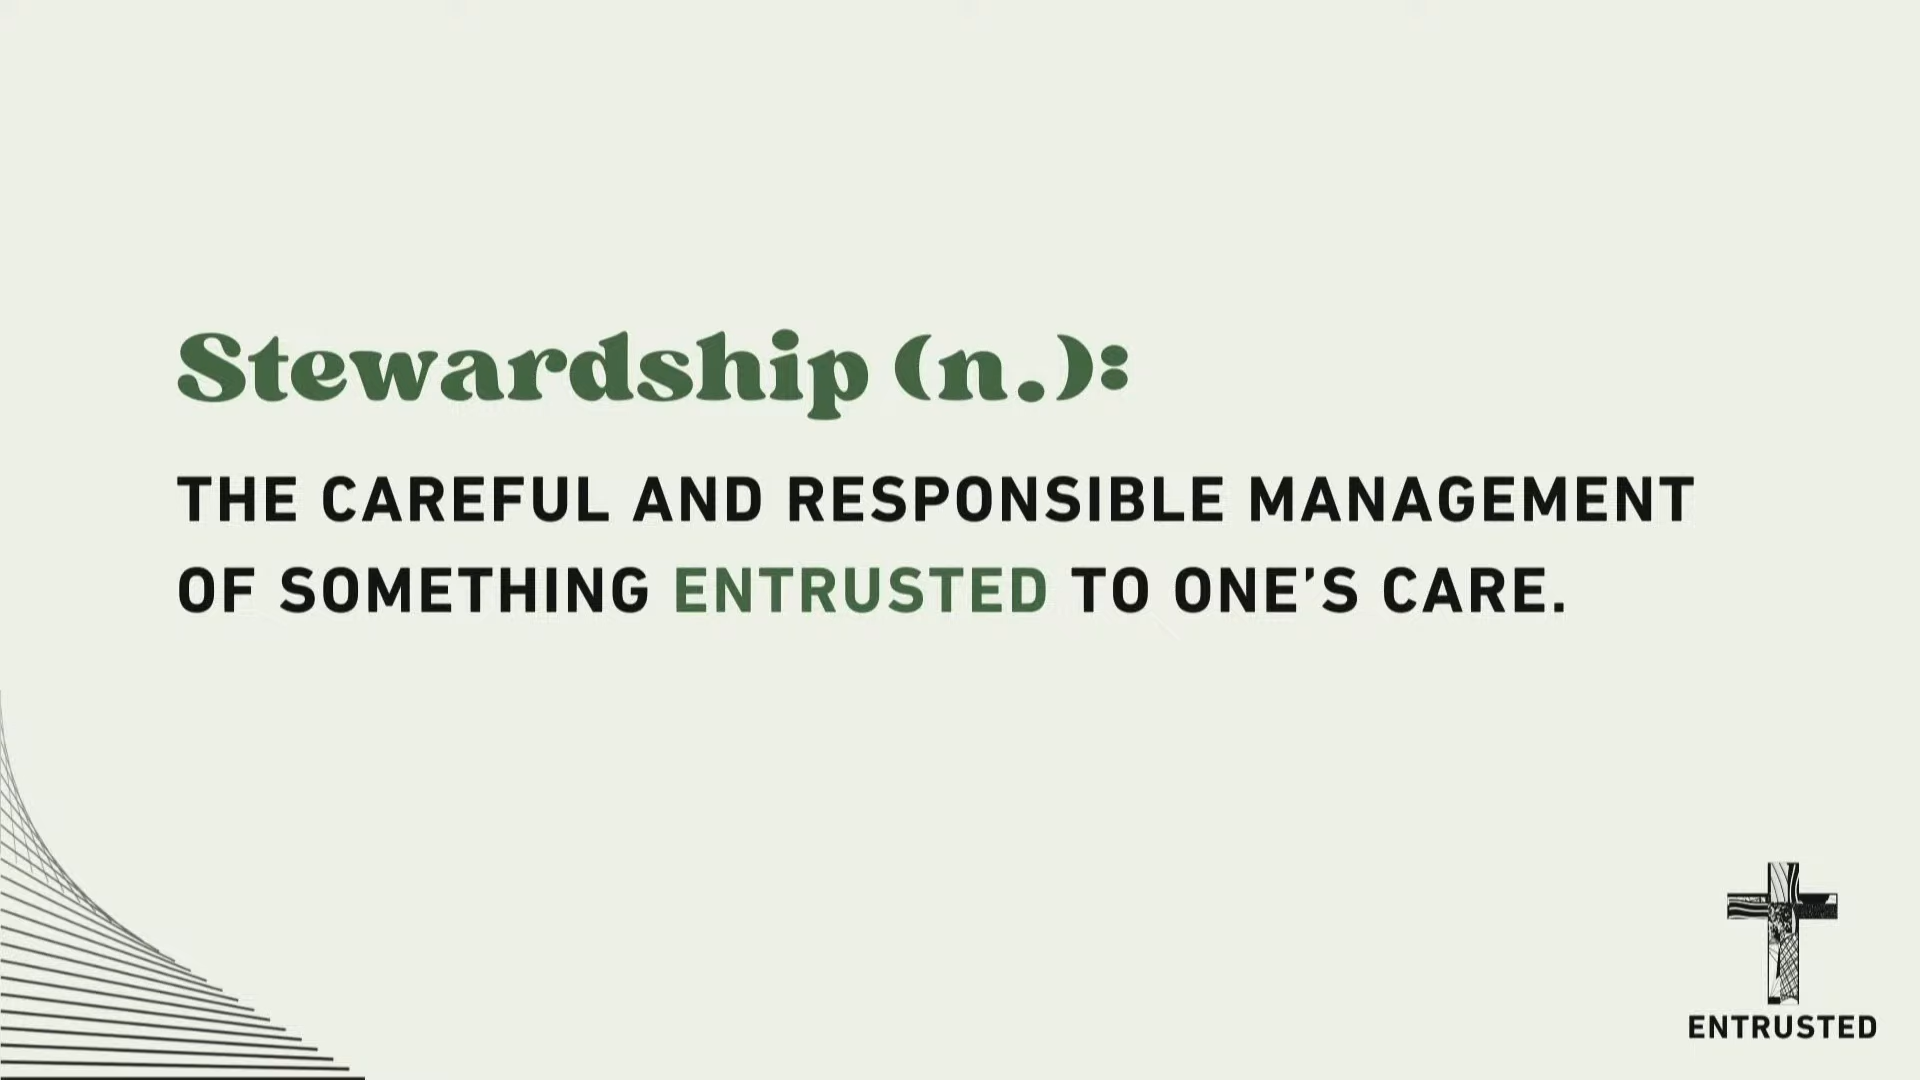 Stewardship (n.):
THE CAREFUL AND RESPONSIBLE MANAGEMENT
OF SOMETHING ENTRUSTED TO ONE’S CARE.
ENTRUSTED